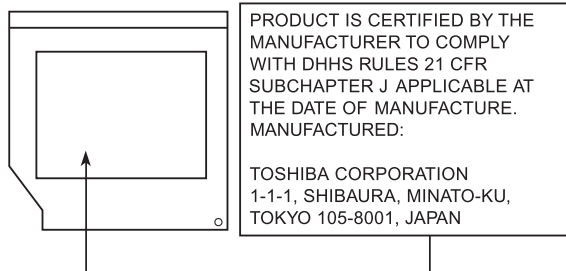 PRODUCT IS CERTIFIED BY THE
MANUFACTURER TO COMPLY
WITH DHHS RULES 21 CFR
SUBCHAPTER J APPLICABLE AT
THE DATE OF MANUFACTURE.
MANUFACTURED:
TOSHIBA CORPORATION
1-1-1, SHIBAURA, MINATO-KU,
TOKYO 105-8001, JAPAN